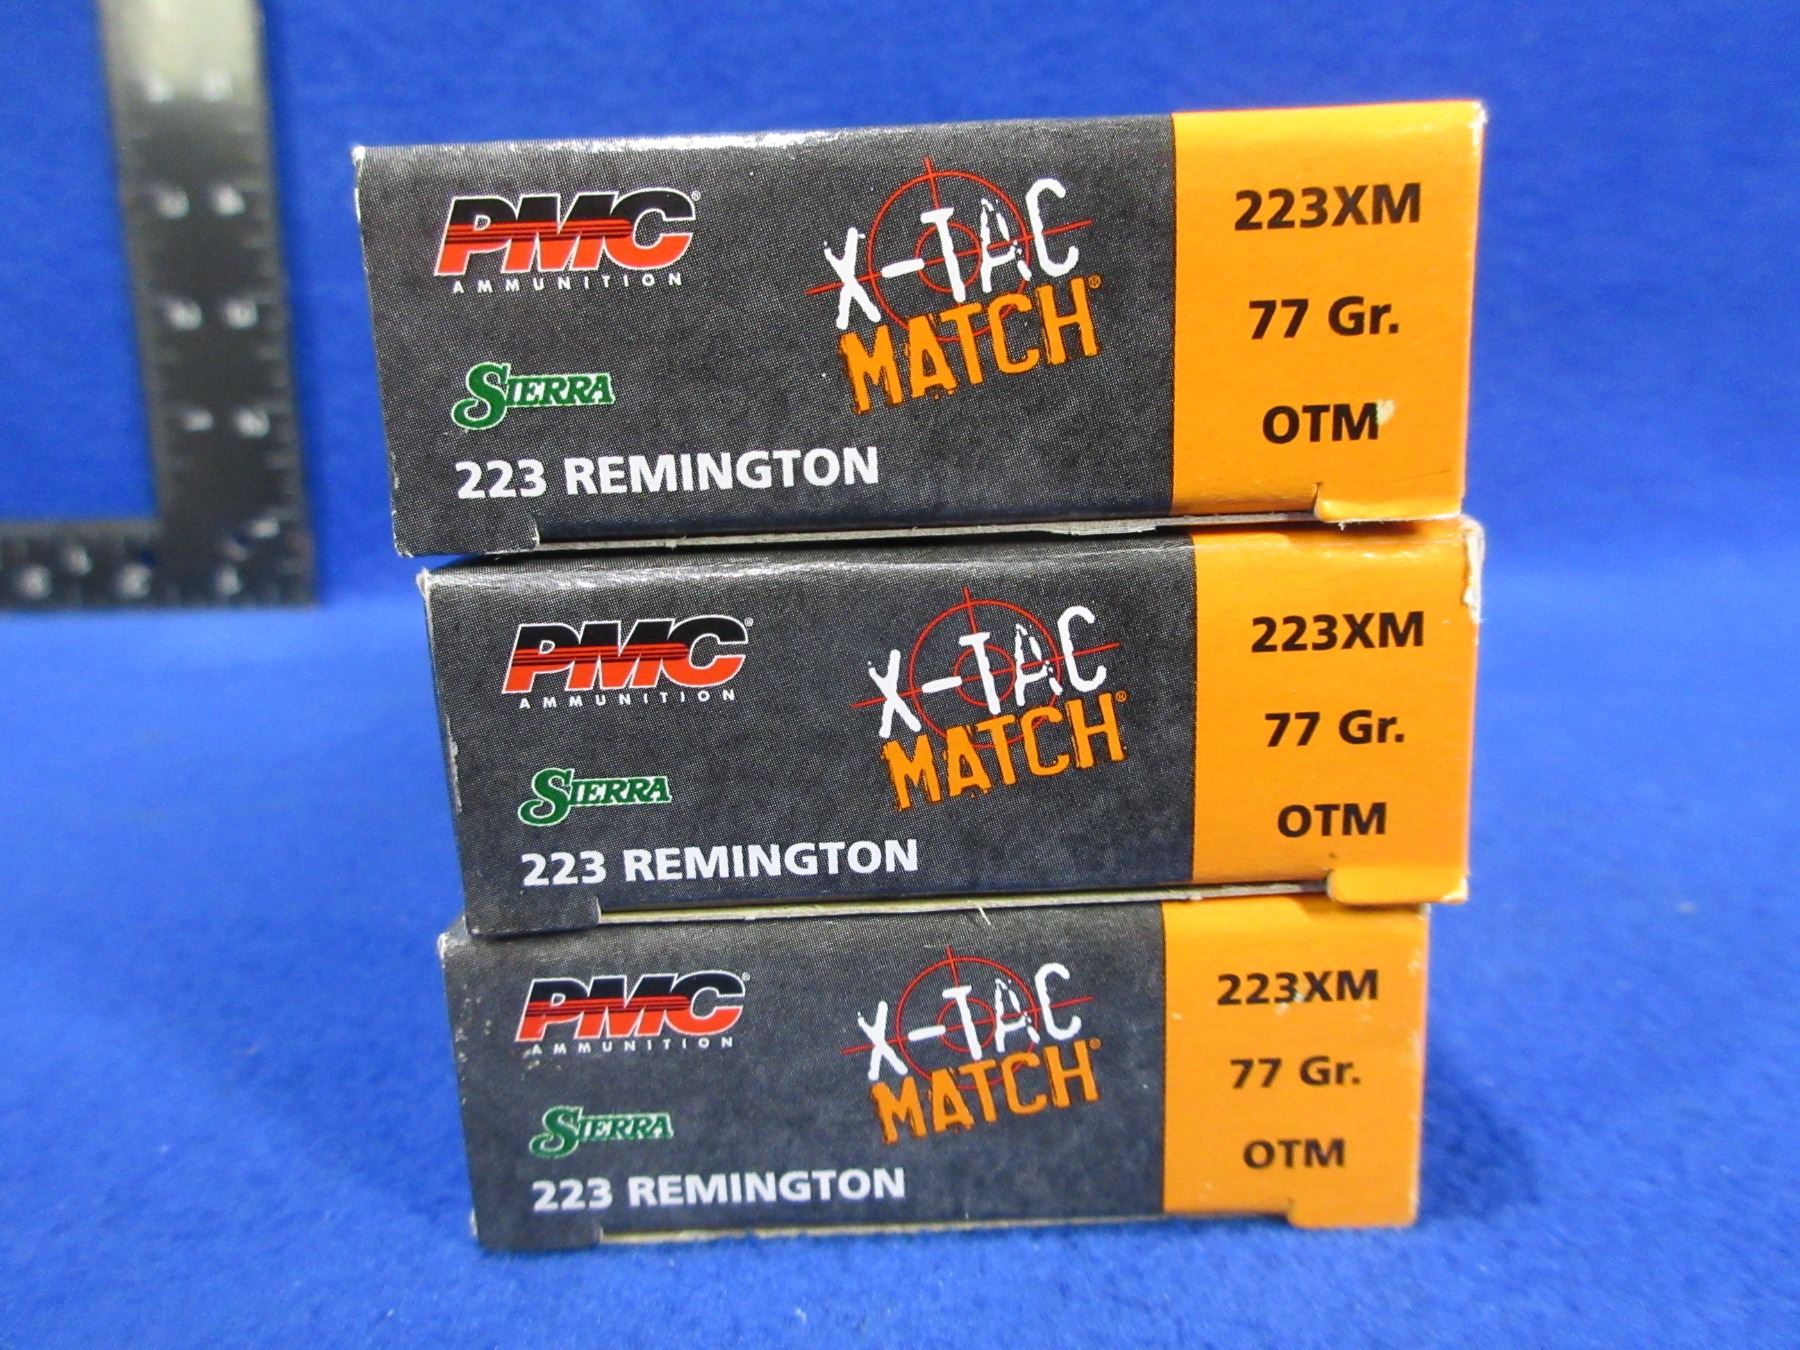 PMC®
AMMUNITION
X-TAC
MATCH®
SIERRA
223 REMINGTON
223XM
77 Gr.
OTM
PMC®
AMMUNITION
X-TAC
MATCH®
SIERRA
223 REMINGTON
223XM
77 Gr.
OTM
PMC®
AMMUNITION
X-TAC
MATCH®
SIERRA
223 REMINGTON
223XM
77 Gr.
OTM